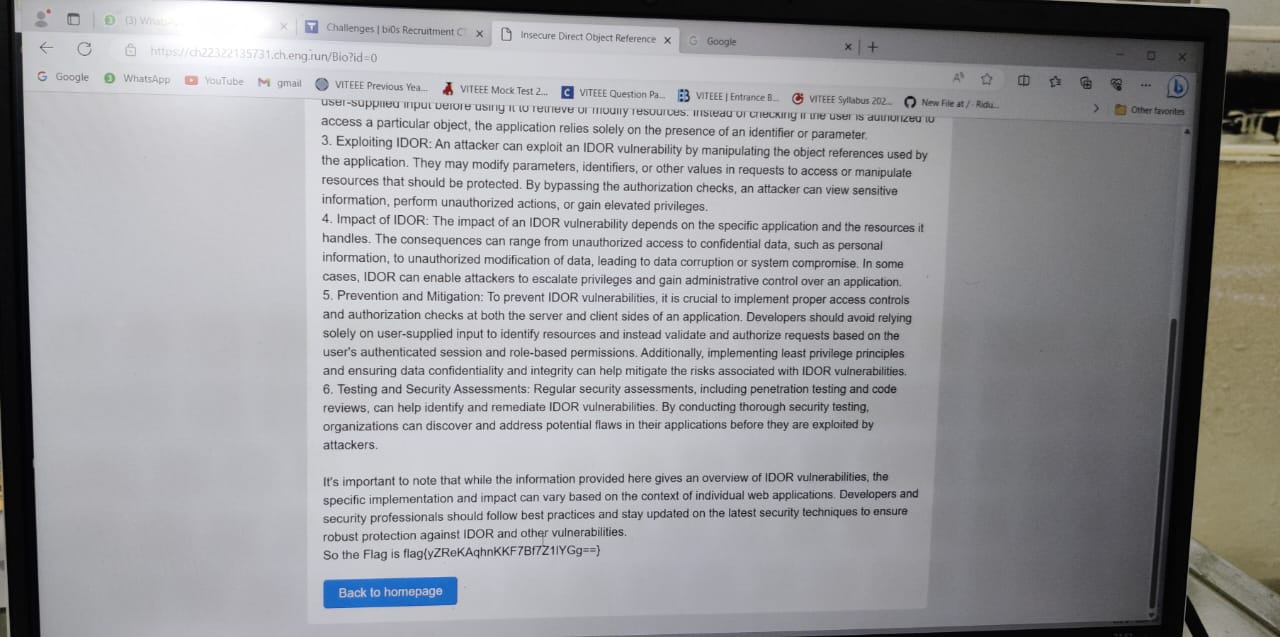 Challenges | bi0s Recruitment C
Insecure Direct Object Reference
Google
https://ch22322135731.ch.eng.run/Bio?id=0
Google
WhatsApp
YouTube
gmail
VITEEE Previous Yea...
VITEEE Mock Test 2...
VITEEE Question Pa...
VITEEE | Entrance B...
VITEEE Syllabus 202...
New File at / · Ridu...
Other favorites
user-supplied input before using it to retrieve or modify resources. Instead of checking if the user is authorized to
access a particular object, the application relies solely on the presence of an identifier or parameter.
3. Exploiting IDOR: An attacker can exploit an IDOR vulnerability by manipulating the object references used by
the application. They may modify parameters, identifiers, or other values in requests to access or manipulate
resources that should be protected. By bypassing the authorization checks, an attacker can view sensitive
information, perform unauthorized actions, or gain elevated privileges.
4. Impact of IDOR: The impact of an IDOR vulnerability depends on the specific application and the resources it
handles. The consequences can range from unauthorized access to confidential data, such as personal
information, to unauthorized modification of data, leading to data corruption or system compromise. In some
cases, IDOR can enable attackers to escalate privileges and gain administrative control over an application.
5. Prevention and Mitigation: To prevent IDOR vulnerabilities, it is crucial to implement proper access controls
and authorization checks at both the server and client sides of an application. Developers should avoid relying
solely on user-supplied input to identify resources and instead validate and authorize requests based on the
user's authenticated session and role-based permissions. Additionally, implementing least privilege principles
and ensuring data confidentiality and integrity can help mitigate the risks associated with IDOR vulnerabilities.
6. Testing and Security Assessments: Regular security assessments, including penetration testing and code
reviews, can help identify and remediate IDOR vulnerabilities. By conducting thorough security testing,
organizations can discover and address potential flaws in their applications before they are exploited by
attackers.
It's important to note that while the information provided here gives an overview of IDOR vulnerabilities, the
specific implementation and impact can vary based on the context of individual web applications. Developers and
security professionals should follow best practices and stay updated on the latest security techniques to ensure
robust protection against IDOR and other vulnerabilities.
So the Flag is flag{yZReKAqhnKKF7Bf7Z1lYGg==}
Back to homepage